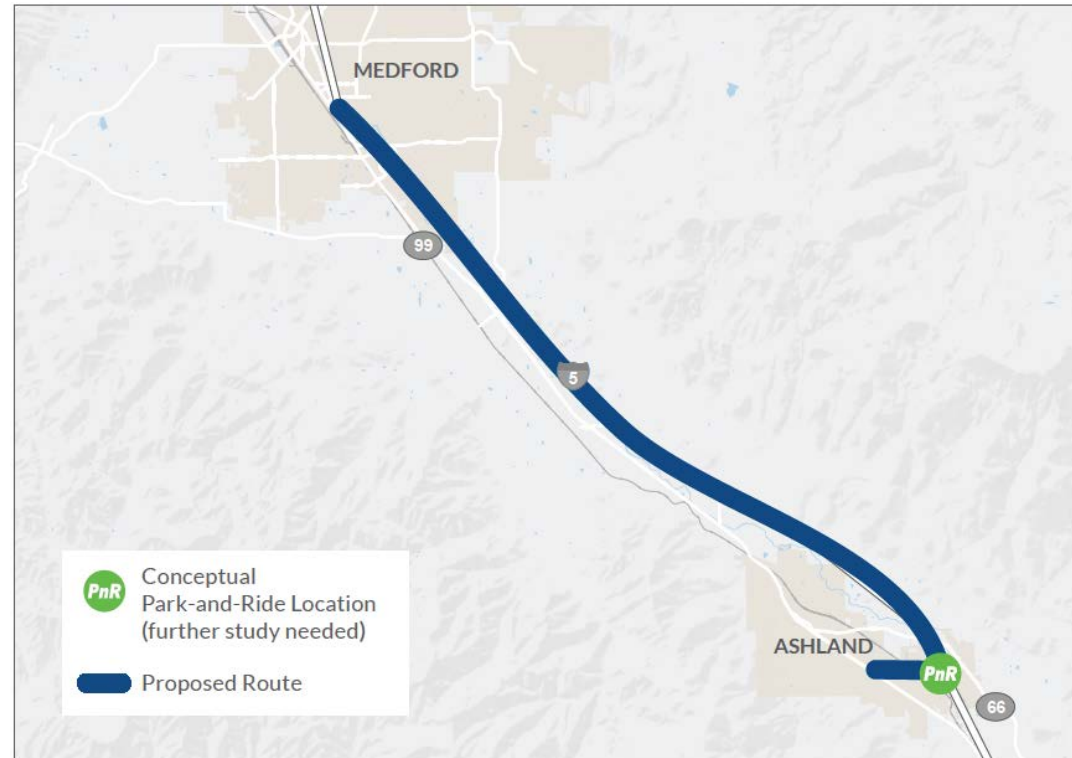 MEDFORD
99
5
ASHLAND
PnR
66
PnR
Conceptual
Park-and-Ride Location
(further study needed)
Proposed Route